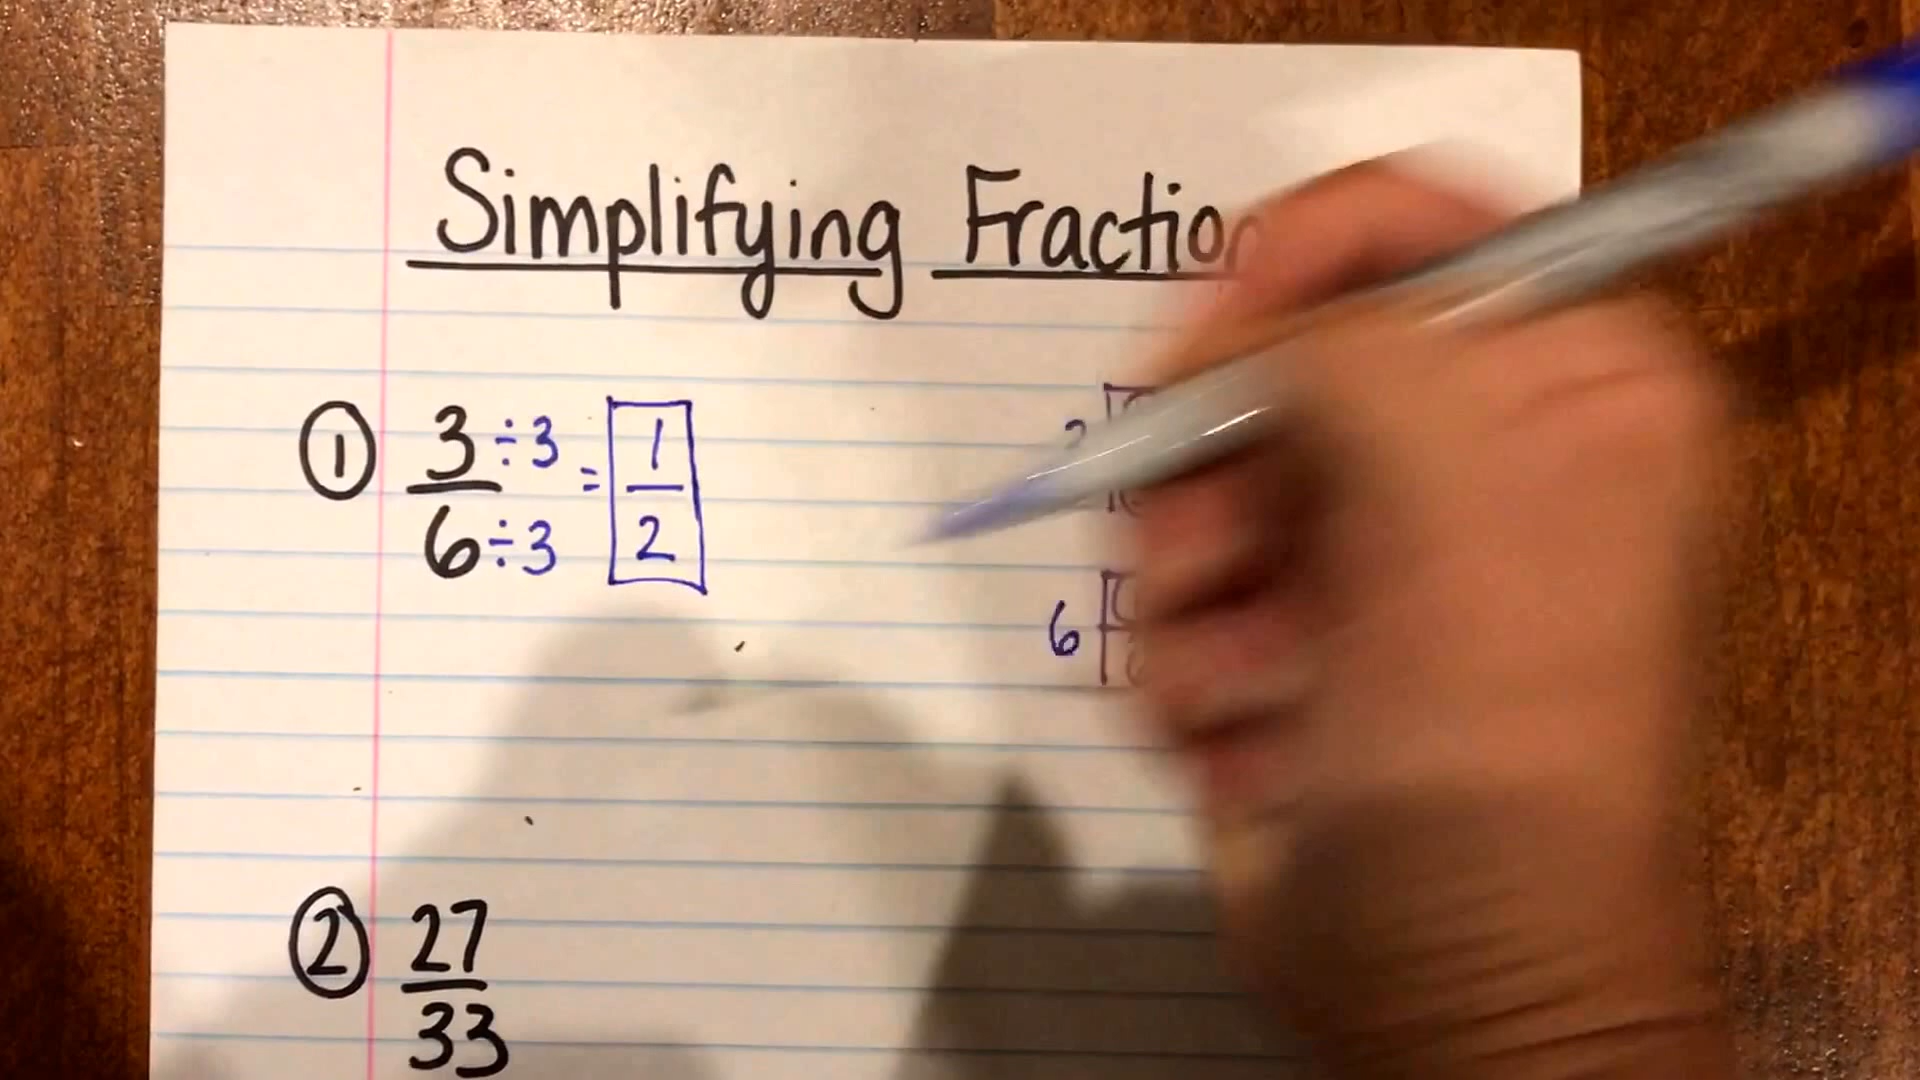 Simplifying Fractio
① 3 ÷3 = 1
6 ÷3 2
6
② 27
33